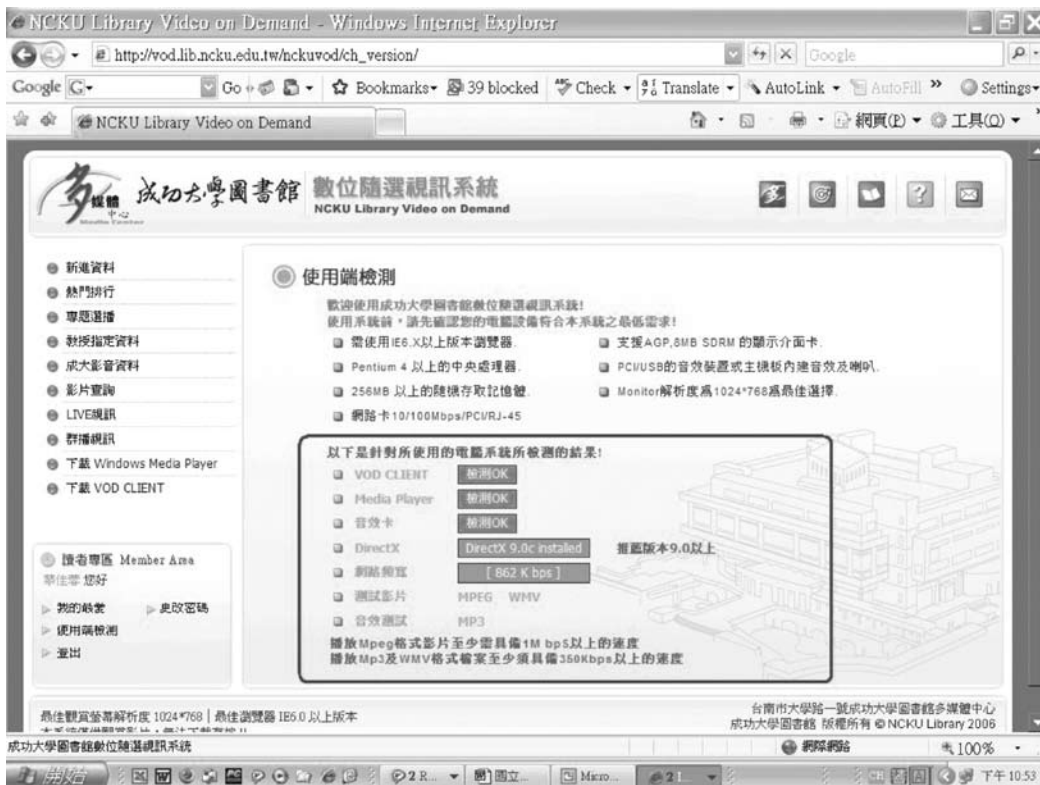 NCKU Library Video on Demand - Windows Internet Explorer
http://vod.lib.ncku.edu.tw/nckuvod/ch_version/
Google
Google G Go Bookmarks 39 blocked Check Translate AutoLink AutoFill » Settings
NCKU Library Video on Demand
網頁(P) 工具(O)
多媒體中心
Media Center
成功大學圖書館
數位隨選視訊系統
NCKU Library Video on Demand
新進資料
熱門排行
專題選播
教授指定資料
成大影音資料
影片查詢
LIVE視訊
群播視訊
下載 Windows Media Player
下載 VOD CLIENT
讀者專區 Member Area
您好
我的最愛 更改密碼
使用端檢測
登出
使用端檢測
歡迎使用成功大學圖書館數位隨選視訊系統!
使用系統前，請先確認您的電腦設備符合本系統之最低需求!
需使用IE6.X以上版本瀏覽器.
支援AGP,8MB SDRM 的顯示介面卡.
Pentium 4 以上的中央處理器.
PCI/USB的音效裝置或主機板內建音效及喇叭.
256MB 以上的隨機存取記憶體.
Monitor解析度為1024*768為最佳選擇.
網路卡10/100Mbps/PCI/RJ-45
以下是針對所使用的電腦系統所檢測的結果!
VOD CLIENT 檢測OK
Media Player 檢測OK
音效卡 檢測OK
DirectX DirectX 9.0c installed 推薦版本9.0以上
網路頻寬 [ 862 K bps ]
測試影片 MPEG WMV
音效測試 MP3
播放Mpeg格式影片至少需具備1M bps以上的速度
播放Mp3及WMV格式檔案至少須具備350Kbps以上的速度
最佳觀賞螢幕解析度 1024*768 | 最佳瀏覽器 IE6.0 以上版本
台南市大學路一號成功大學圖書館多媒體中心
成功大學圖書館 版權所有 © NCKU Library 2006
成功大學圖書館數位隨選視訊系統
網際網路 100%
開始 2 R... 國立... Micro... 2 I... CH 下午 10:53